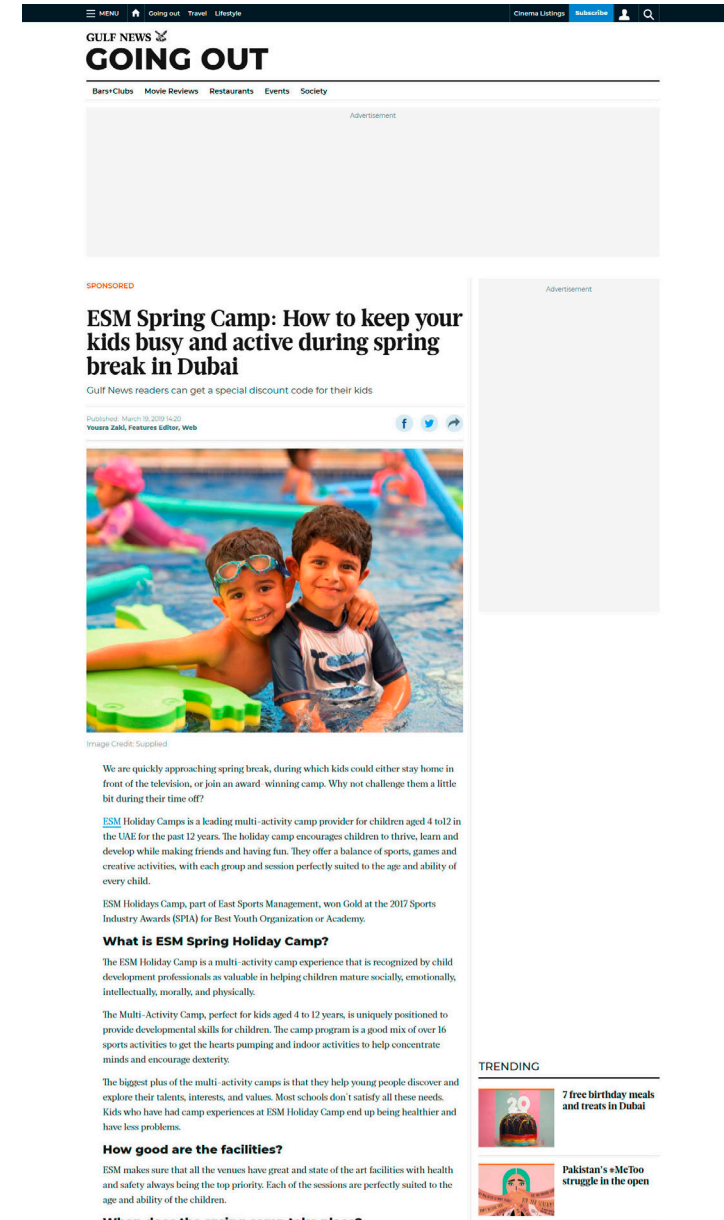 MENU Going out Travel Lifestyle Cinema Listings Subscribe
GULF NEWS
GOING OUT
Bars+Clubs Movie Reviews Restaurants Events Society
Advertisement
SPONSORED
Advertisement
ESM Spring Camp: How to keep your
kids busy and active during spring
break in Dubai
Gulf News readers can get a special discount code for their kids
Published: March 19, 2019 14:20
Yousra Zaki, Features Editor, Web
Image Credit: Supplied
We are quickly approaching spring break, during which kids could either stay home in
front of the television, or join an award-winning camp. Why not challenge them a little
bit during their time off?
ESM Holiday Camps is a leading multi-activity camp provider for children aged 4 to12 in
the UAE for the past 12 years. The holiday camp encourages children to thrive, learn and
develop while making friends and having fun. They offer a balance of sports, games and
creative activities, with each group and session perfectly suited to the age and ability of
every child.
ESM Holidays Camp, part of East Sports Management, won Gold at the 2017 Sports
Industry Awards (SPIA) for Best Youth Organization or Academy.
What is ESM Spring Holiday Camp?
The ESM Holiday Camp is a multi-activity camp experience that is recognized by child
development professionals as valuable in helping children mature socially, emotionally,
intellectually, morally, and physically.
The Multi-Activity Camp, perfect for kids aged 4 to 12 years, is uniquely positioned to
provide developmental skills for children. The camp program is a good mix of over 16
sports activities to get the hearts pumping and indoor activities to help concentrate
minds and encourage dexterity.
The biggest plus of the multi-activity camps is that they help young people discover and
explore their talents, interests, and values. Most schools don't satisfy all these needs.
Kids who have had camp experiences at ESM Holiday Camp end up being healthier and
have less problems.
How good are the facilities?
ESM makes sure that all the venues have great and state of the art facilities with health
and safety always being the top priority. Each of the sessions are perfectly suited to the
age and ability of the children.
When does the spring camp take place?
TRENDING
20
7 free birthday meals
and treats in Dubai
Pakistan's #MeToo
struggle in the open